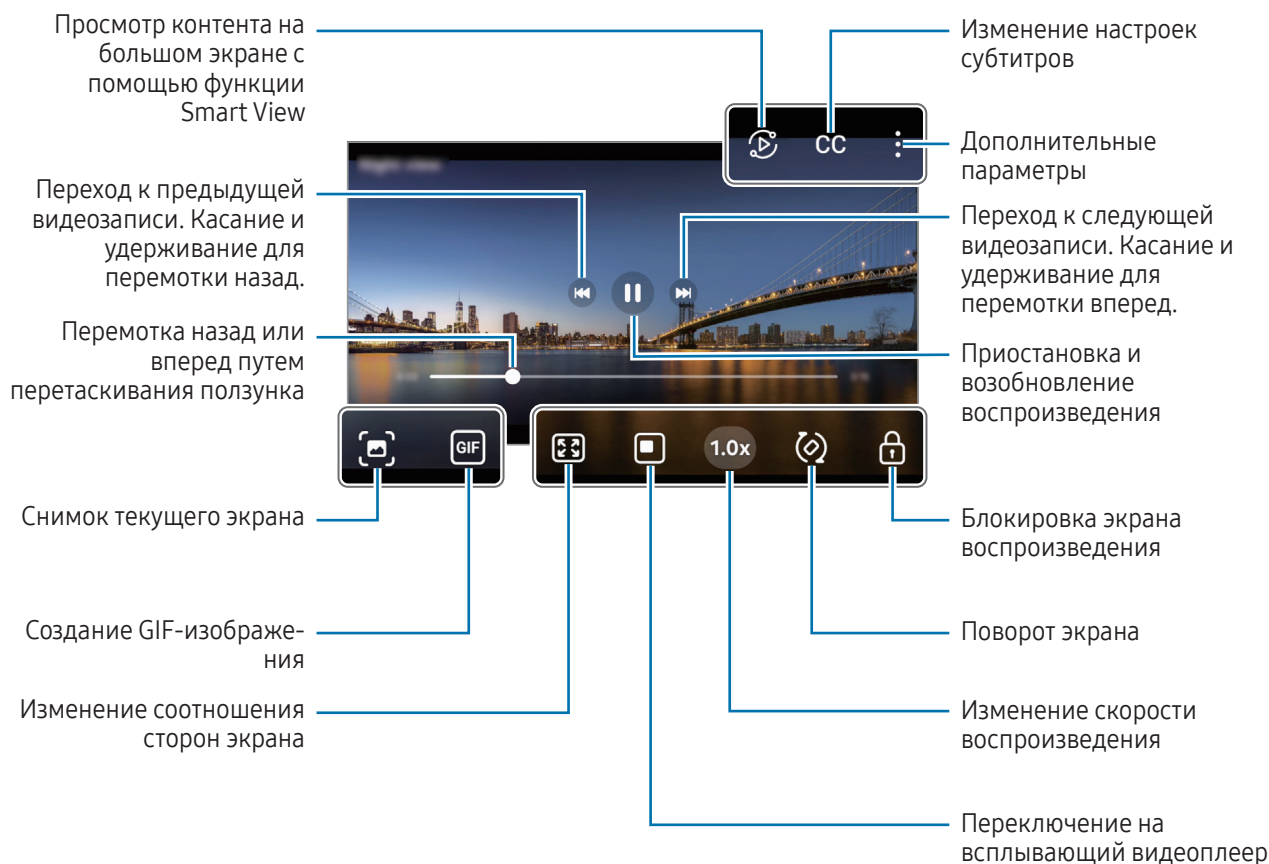 Просмотр контента на
большом экране с
помощью функции
Smart View
Изменение настроек
субтитров
CC
Дополнительные
параметры
Переход к предыдущей
видеозаписи. Касание и
удерживание для
перемотки назад.
Переход к следующей
видеозаписи. Касание и
удерживание для
перемотки вперед.
Перемотка назад или
вперед путем
перетаскивания ползунка
Приостановка и
возобновление
воспроизведения
GIF
1.0x
Снимок текущего экрана
Блокировка экрана
воспроизведения
Создание GIF-изображе-
ния
Поворот экрана
Изменение соотношения
сторон экрана
Изменение скорости
воспроизведения
Переключение на
всплывающий видеоплеер